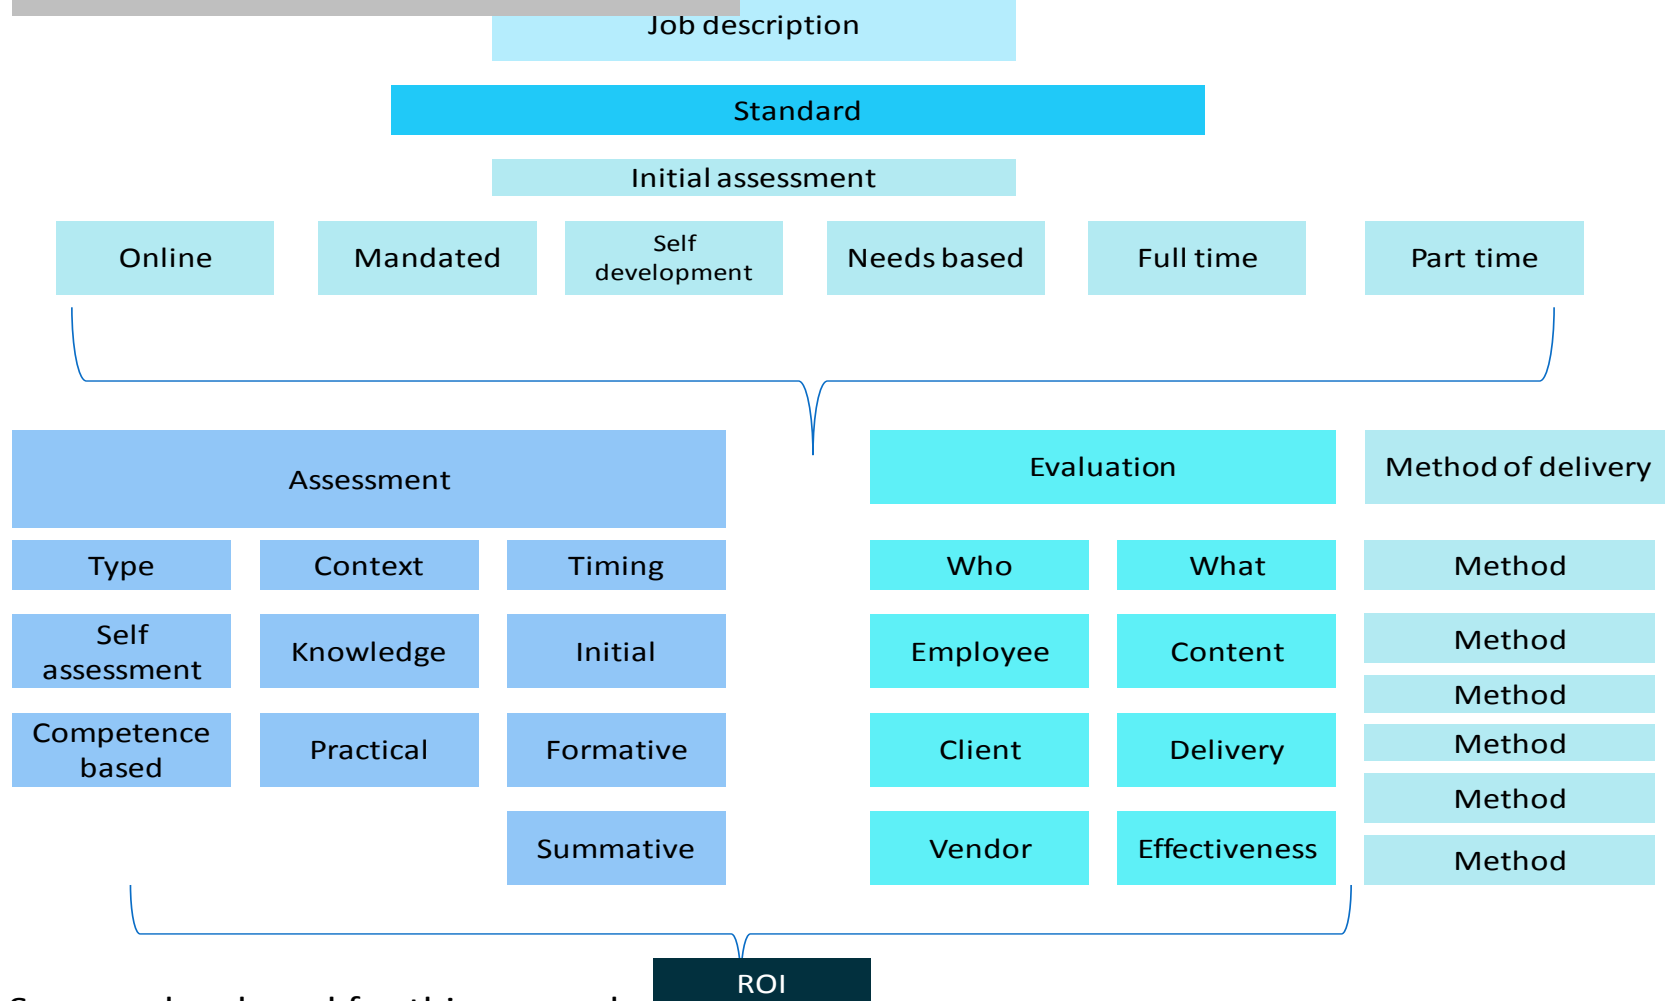 Job description
Standard
Initial assessment
Online
Mandated
Self
development
Needs based
Full time
Part time
Assessment
Evaluation
Method of delivery
Type
Context
Timing
Who
What
Method
Self
assessment
Knowledge
Initial
Employee
Content
Method
Method
Competence
based
Practical
Formative
Client
Delivery
Method
Method
Summative
Vendor
Effectiveness
Method
ROI